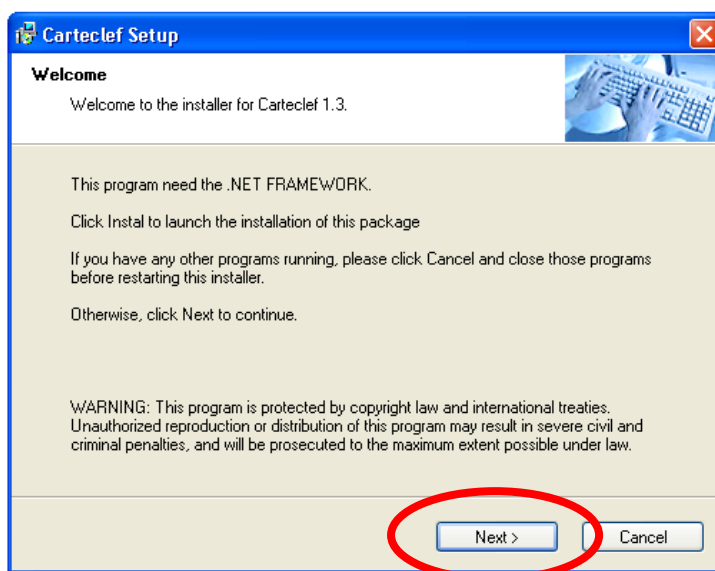 Carteclef Setup
Welcome
Welcome to the installer for Carteclef 1.3.
This program need the .NET FRAMEWORK.
Click Instal to launch the installation of this package
If you have any other programs running, please click Cancel and close those programs
before restarting this installer.
Otherwise, click Next to continue.
WARNING: This program is protected by copyright law and international treaties.
Unauthorized reproduction or distribution of this program may result in severe civil and
criminal penalties, and will be prosecuted to the maximum extent possible under law.
Next > Cancel